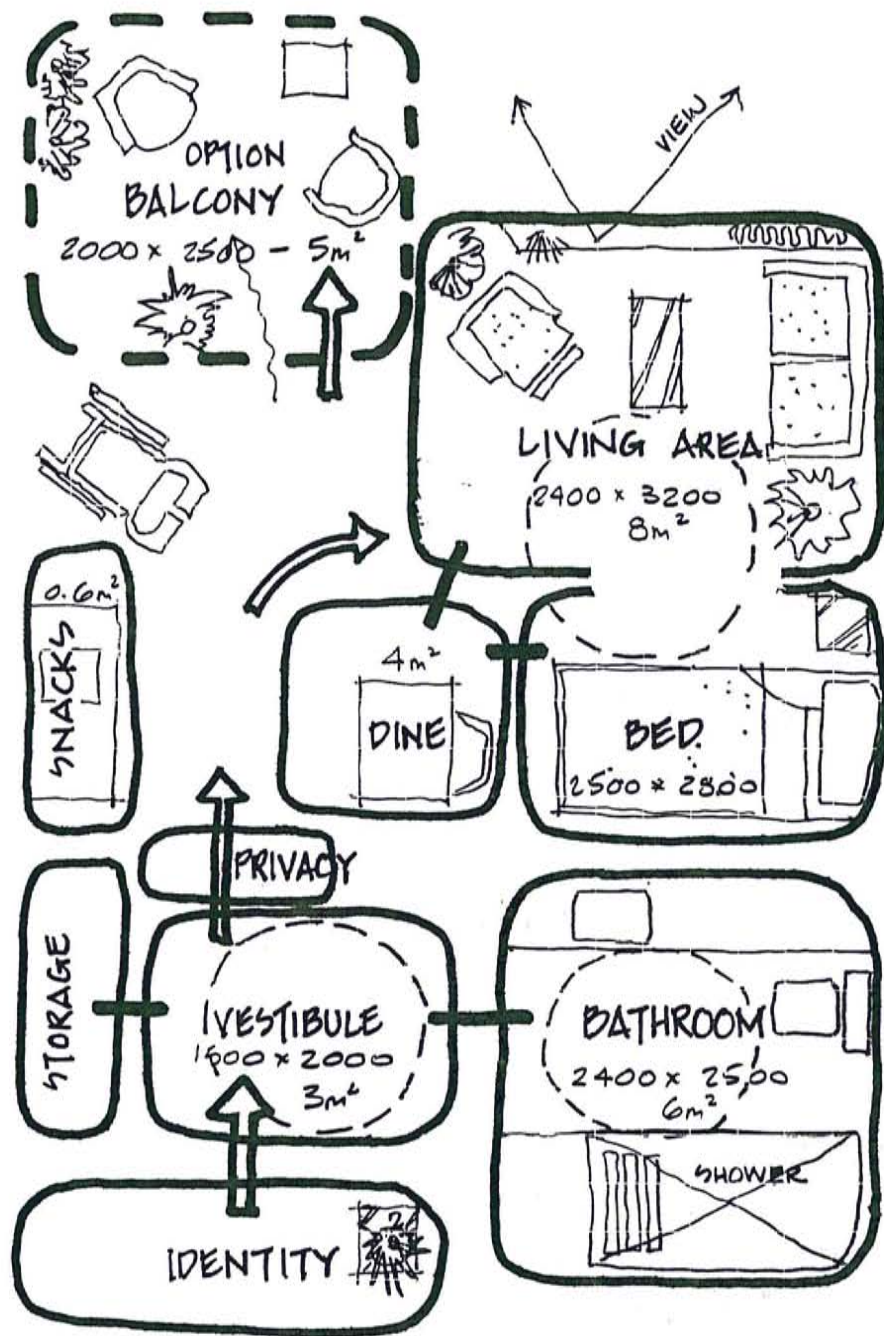 OPTION
BALCONY
2000 x 2500 - 5m²
VIEW
LIVING AREA
2400 x 3200
8m²
0.6m²
SNACKS
4m²
DINE
BED
2500 x 2800
PRIVACY
STORAGE
VESTIBULE
1500 x 2000
3m²
BATHROOM
2400 x 2500
6m²
SHOWER
IDENTITY